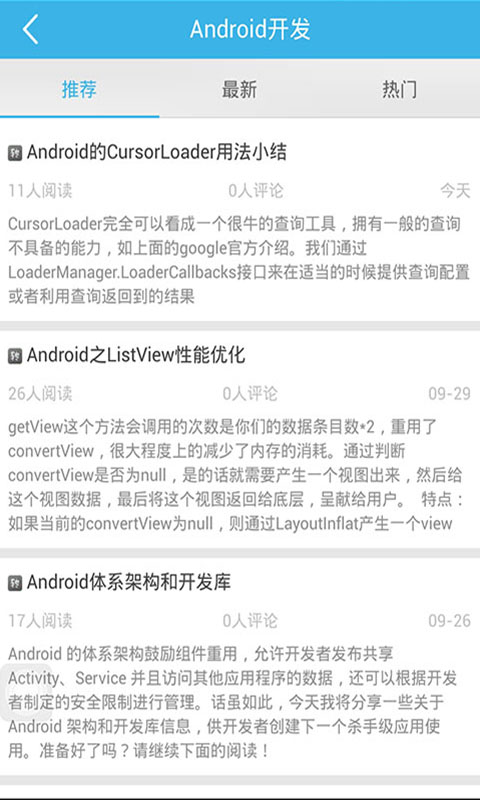 Android开发
推荐 最新 热门
转 Android的CursorLoader用法小结
11人阅读 0人评论 今天
CursorLoader完全可以看成一个很牛的查询工具，拥有一般的查询
不具备的能力，如上面的google官方介绍。我们通过
LoaderManager.LoaderCallbacks接口来在适当的时候提供查询配置
或者利用查询返回到的结果
转 Android之ListView性能优化
26人阅读 0人评论 09-29
getView这个方法会调用的次数是你们的数据条目数*2，重用了
convertView，很大程度上的减少了内存的消耗。通过判断
convertView是否为null，是的话就需要产生一个视图出来，然后给
这个视图数据，最后将这个视图返回给底层，呈献给用户。 特点：
如果当前的convertView为null，则通过LayoutInflat产生一个view
转 Android体系架构和开发库
17人阅读 0人评论 09-26
Android 的体系架构鼓励组件重用，允许开发者发布共享
Activity、Service 并且访问其他应用程序的数据，还可以根据开发
者制定的安全限制进行管理。话虽如此，今天我将分享一些关于
Android 架构和开发库信息，供开发者创建下一个杀手级应用使
用。准备好了吗？请继续下面的阅读！